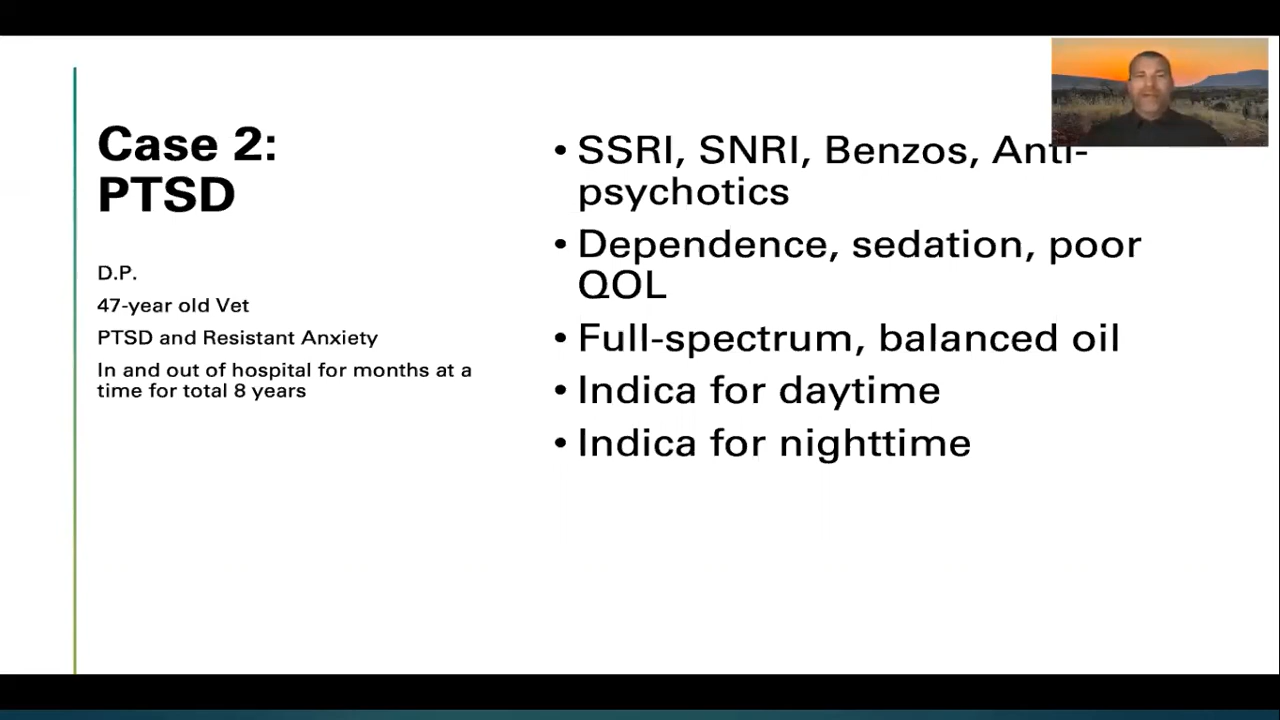 Case 2:
PTSD
D.P.
47-year old Vet
PTSD and Resistant Anxiety
In and out of hospital for months at a
time for total 8 years
• SSRI, SNRI, Benzos, Anti-
psychotics
• Dependence, sedation, poor
QOL
• Full-spectrum, balanced oil
• Indica for daytime
• Indica for nighttime